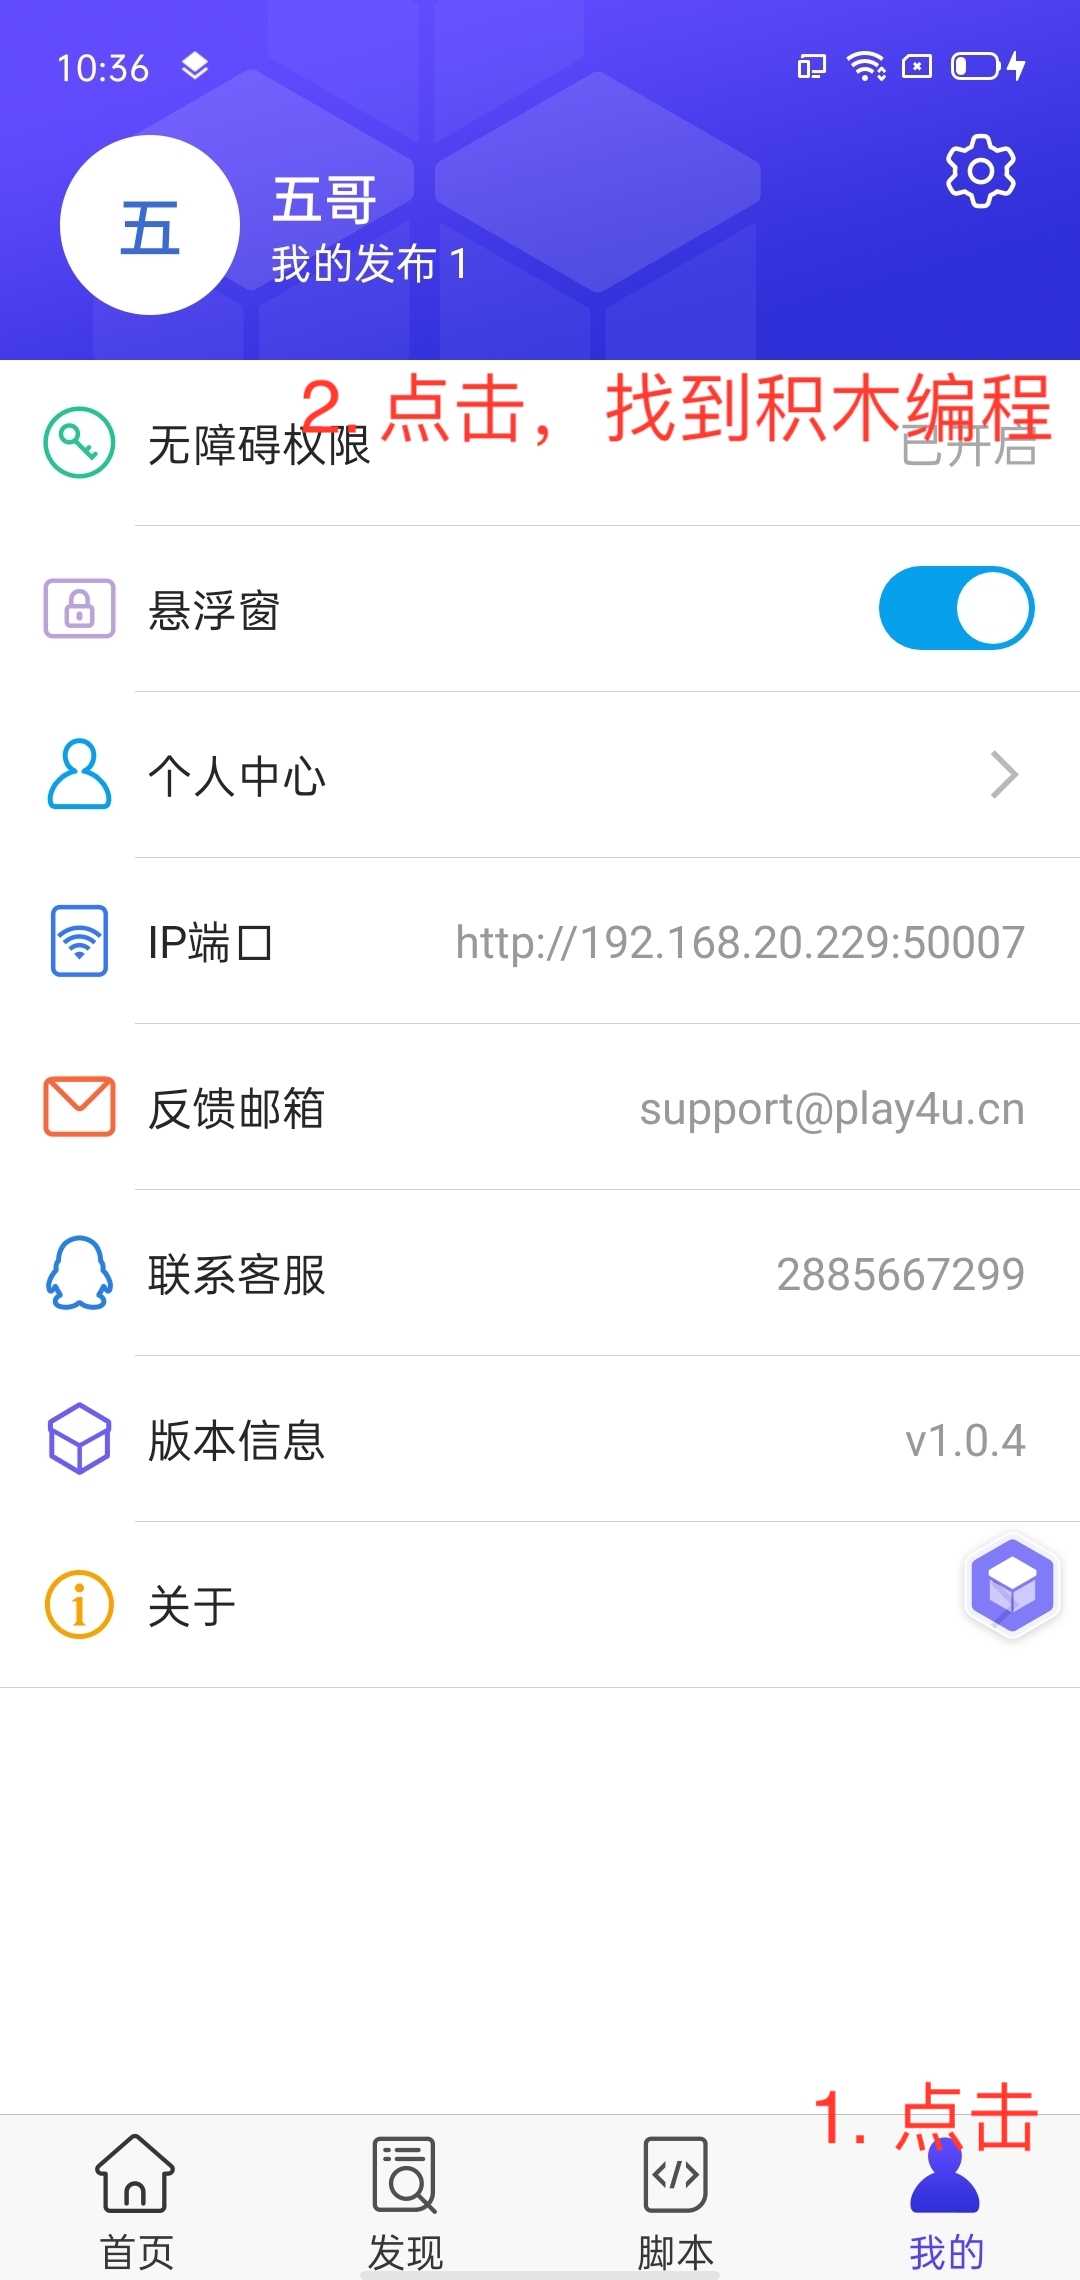 10:36
五
五哥
我的发布 1
2. 点击，找到积木编程
无障碍权限
已开启
悬浮窗
个人中心
IP端口
http://192.168.20.229:50007
反馈邮箱
support@play4u.cn
联系客服
2885667299
版本信息
v1.0.4
关于
1. 点击
首页
发现
脚本
我的